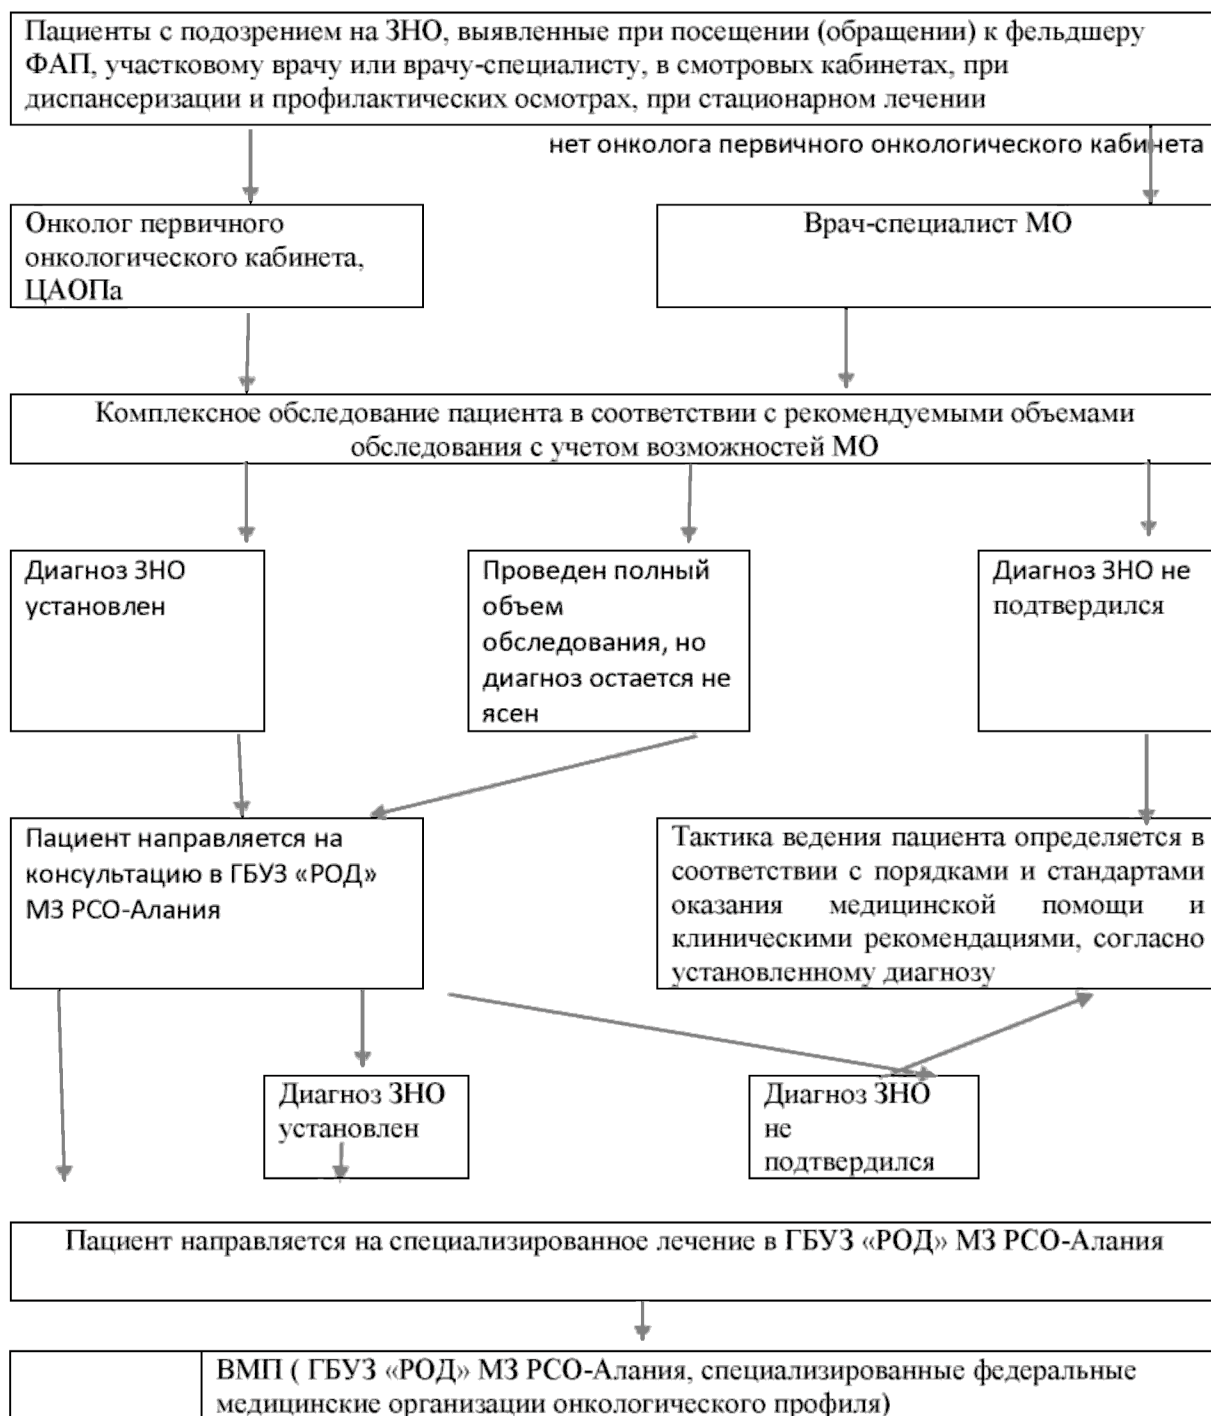 Пациенты с подозрением на ЗНО, выявленные при посещении (обращении) к фельдшеру
ФАП, участковому врачу или врачу-специалисту, в смотровых кабинетах, при
диспансеризации и профилактических осмотрах, при стационарном лечении
нет онколога первичного онкологического кабинета
Онколог первичного
онкологического кабинета,
ЦАОПа
Врач-специалист МО
Комплексное обследование пациента в соответствии с рекомендуемыми объемами
обследования с учетом возможностей МО
Диагноз ЗНО
установлен
Проведен полный
объем
обследования, но
диагноз остается не
ясен
Диагноз ЗНО не
подтвердился
Пациент направляется на
консультацию в ГБУЗ «РОД»
МЗ РСО-Алания
Тактика ведения пациента определяется в
соответствии с порядками и стандартами
оказания медицинской помощи и
клиническими рекомендациями, согласно
установленному диагнозу
Диагноз ЗНО
установлен
Диагноз ЗНО
не
подтвердился
Пациент направляется на специализированное лечение в ГБУЗ «РОД» МЗ РСО-Алания
ВМП ( ГБУЗ «РОД» МЗ РСО-Алания, специализированные федеральные
медицинские организации онкологического профиля)